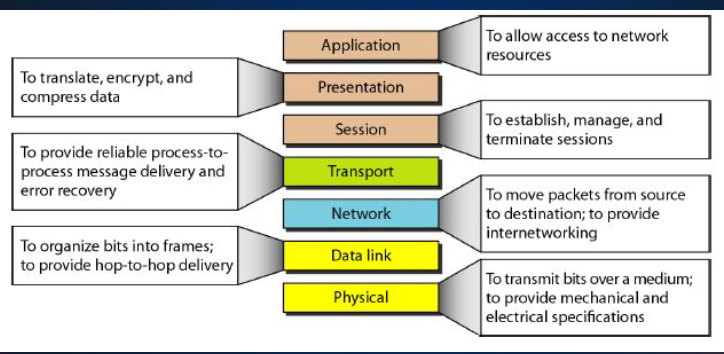 Application
To allow access to network
resources
To translate, encrypt, and
compress data
Presentation
Session
To establish, manage, and
terminate sessions
To provide reliable process-to-
process message delivery and
error recovery
Transport
Network
To move packets from source
to destination; to provide
internetworking
To organize bits into frames;
to provide hop-to-hop delivery
Data link
Physical
To transmit bits over a medium;
to provide mechanical and
electrical specifications